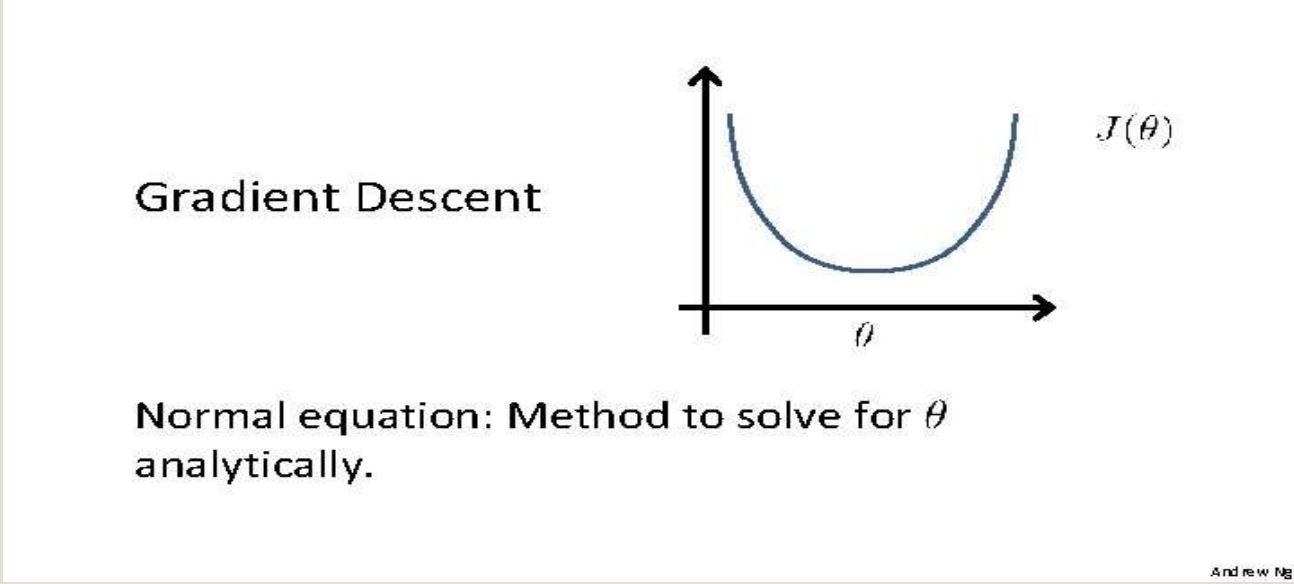 Gradient Descent
J(θ)
θ
Normal equation: Method to solve for θ
analytically.
Andrew Ng